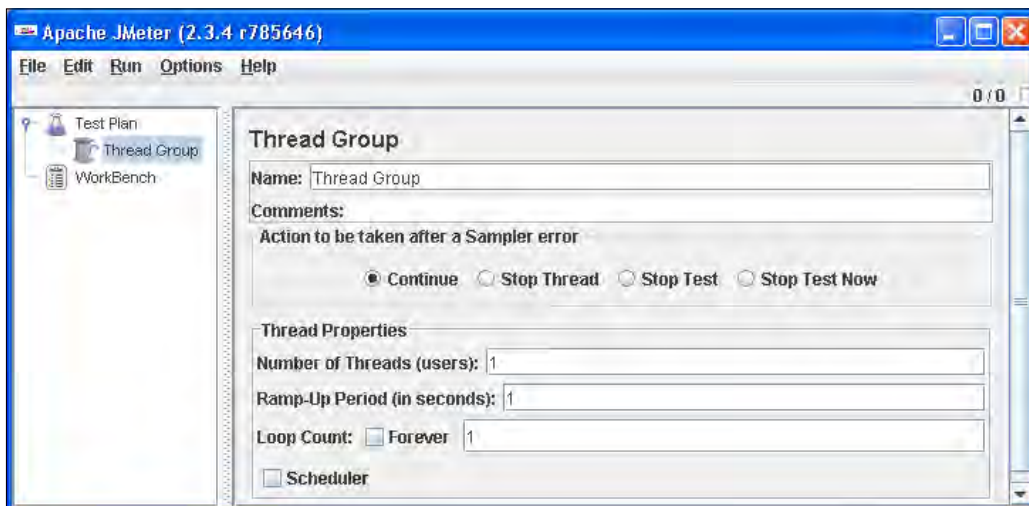 Apache JMeter (2.3.4 r785646)
File Edit Run Options Help
0 / 0
Test Plan
Thread Group
WorkBench
Thread Group
Name: Thread Group
Comments:
Action to be taken after a Sampler error
Continue Stop Thread Stop Test Stop Test Now
Thread Properties
Number of Threads (users): 1
Ramp-Up Period (in seconds): 1
Loop Count: Forever 1
Scheduler